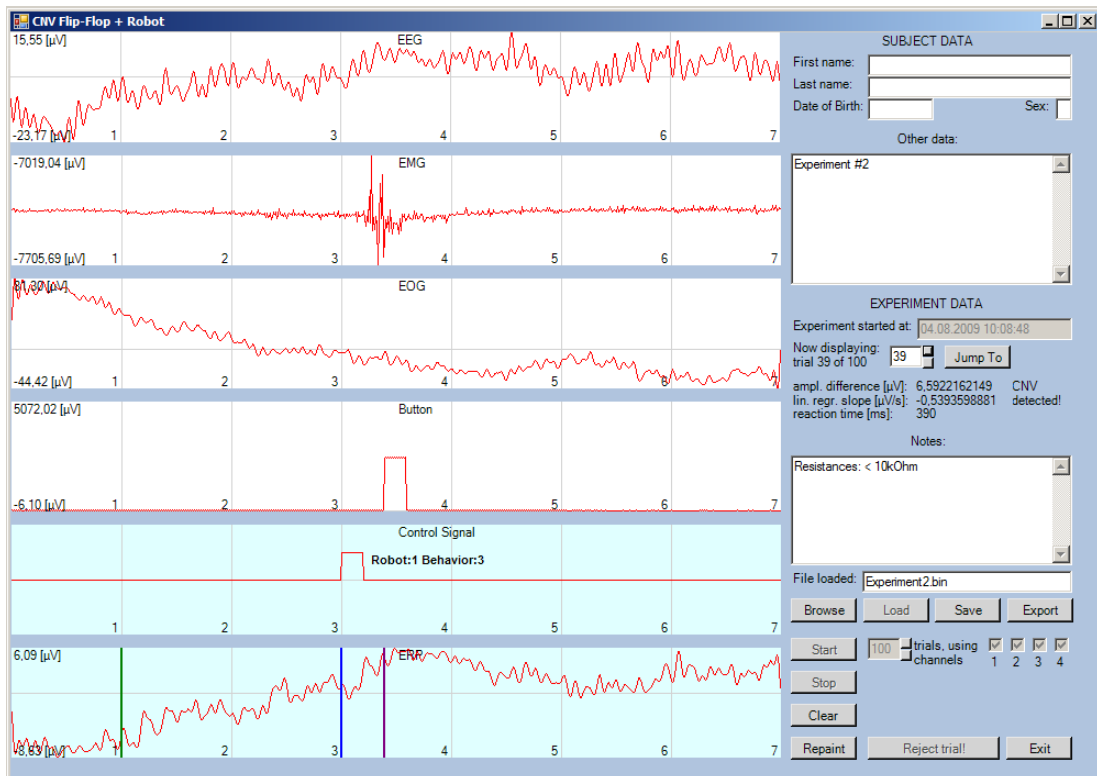 CNV Flip-Flop + Robot
15,55 [µV]
EEG
-23,17 [µV]
1 2 3 4 5 6 7
-7019,04 [µV]
EMG
-7705,69 [µV]
1 2 3 4 5 6 7
81,30 [µV]
EOG
-44,42 [µV]
1 2 3 4 5 6 7
5072,02 [µV]
Button
-6,10 [µV]
1 2 3 4 5 6 7
Control Signal
Robot:1 Behavior:3
1 2 3 4 5 6 7
6,09 [µV]
ERP
-8,63 [µV]
1 2 3 4 5 6 7
SUBJECT DATA
First name:
Last name:
Date of Birth: Sex:
Other data:
Experiment #2
EXPERIMENT DATA
Experiment started at: 04.08.2009 10:08:48
Now displaying:
trial 39 of 100 39 Jump To
ampl. difference [µV]: 6,5922162149 CNV
lin. regr. slope [µV/s]: -0,5393598881 detected!
reaction time [ms]: 390
Notes:
Resistances: < 10kOhm
File loaded: Experiment2.bin
Browse Load Save Export
Start 100 trials, using
channels 1 2 3 4
Stop
Clear
Repaint Reject trial! Exit